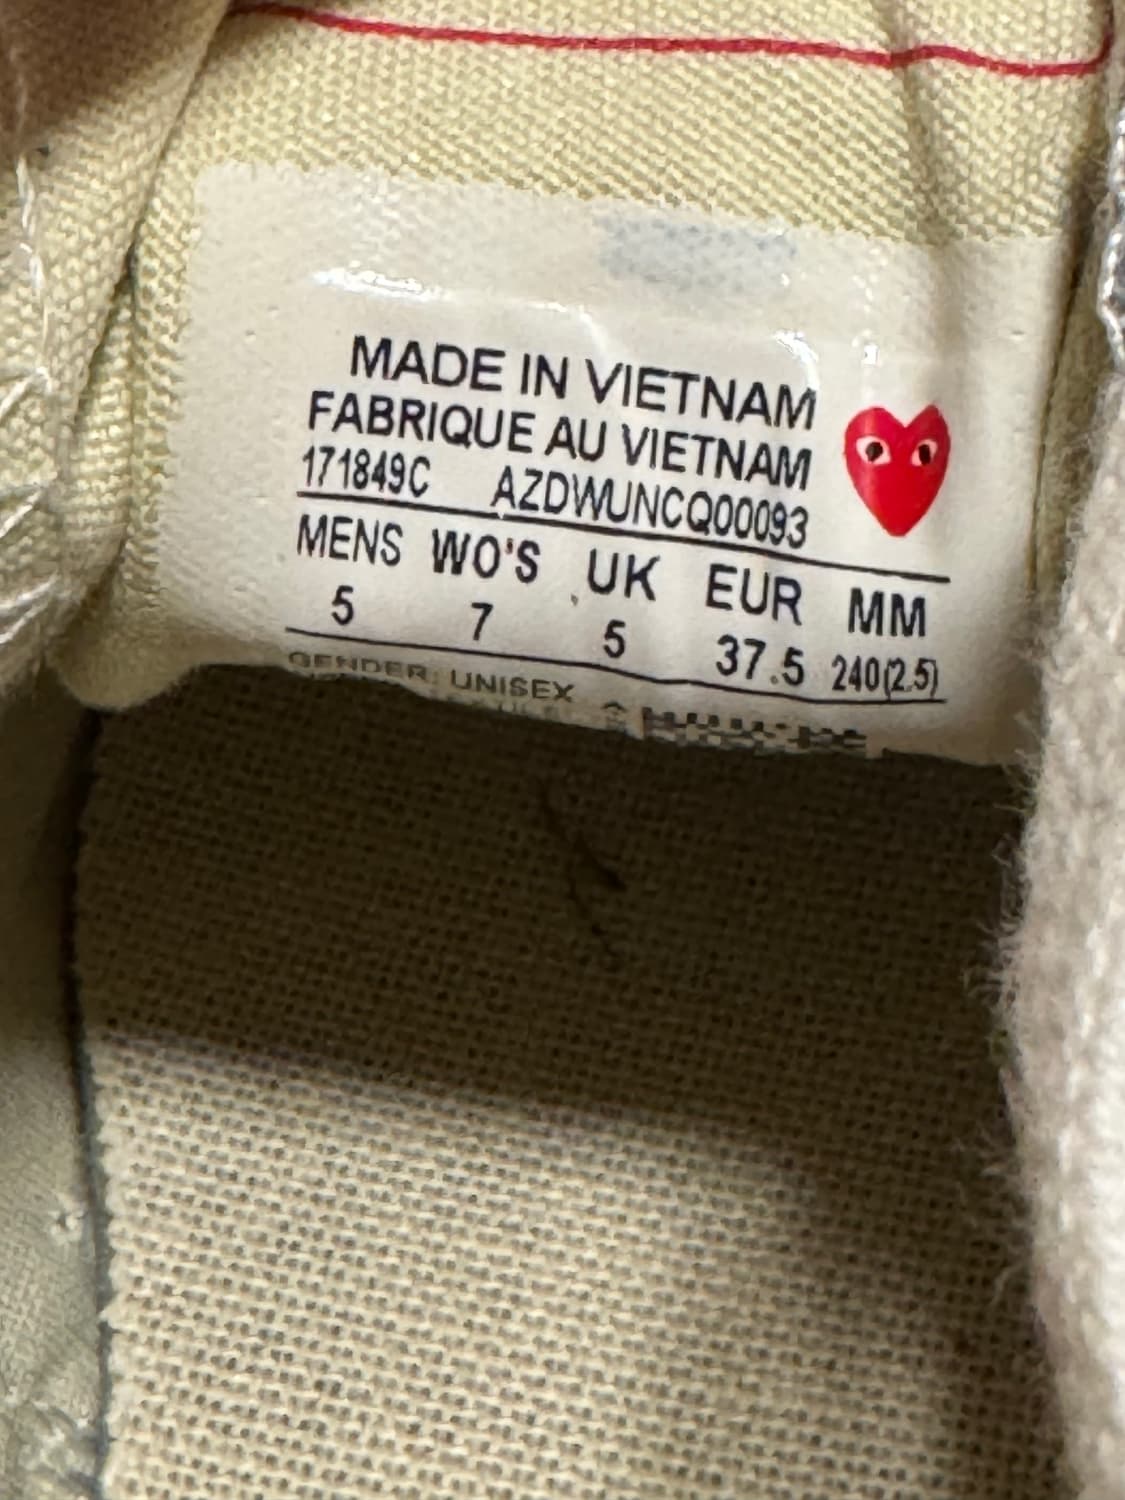 MADE IN VIETNAM
FABRIQUE AU VIETNAM
171849C AZDWUNCQ00093
MENS WO'S UK EUR MM
5 7 5 37.5 240(2.5)
GENDER: UNISEX